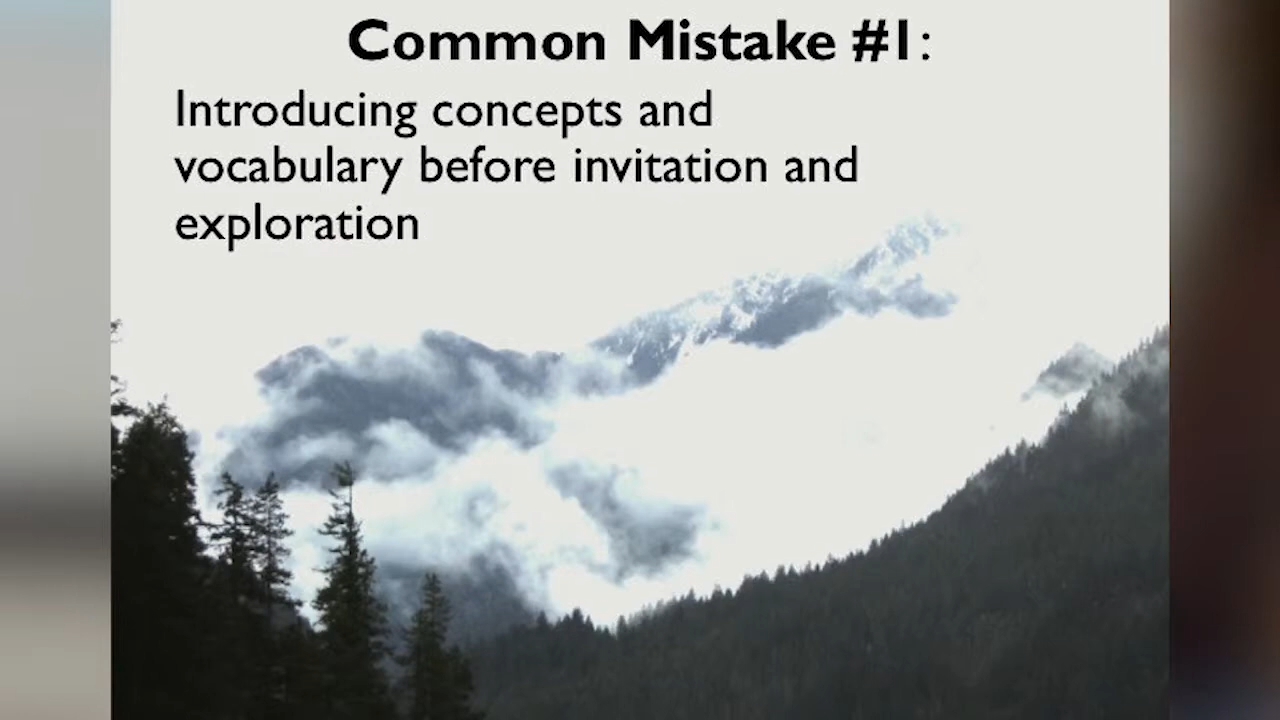 Common Mistake #1:
Introducing concepts and
vocabulary before invitation and
exploration